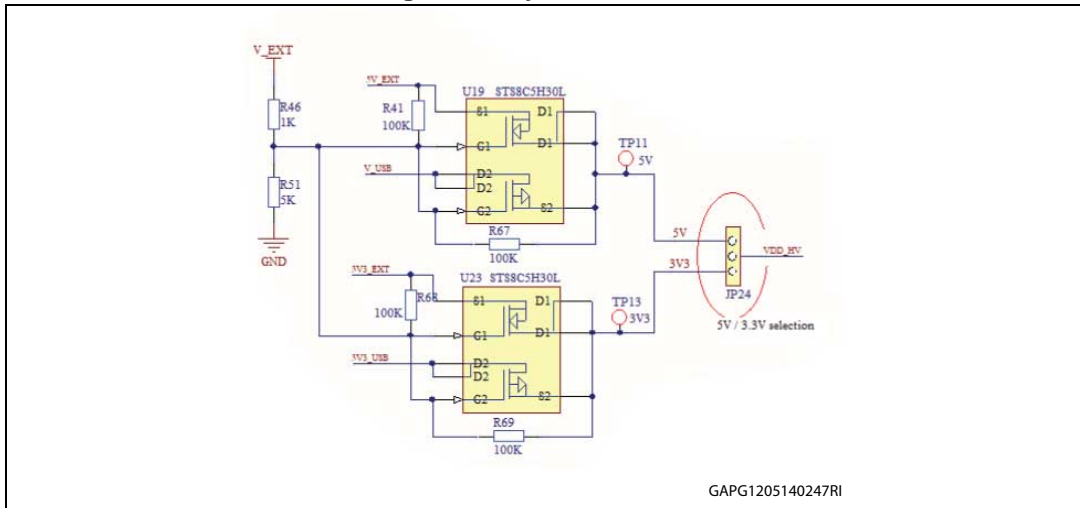 V_EXT
R46
1K
R51
5K
GND
5V_EXT
R41
100K
U19 STS8C5H30L
S1
D1
G1
D1
V_USB
D2
D2
G2
S2
R67
100K
TP11
5V
3V3_EXT
R68
100K
U23 STS8C5H30L
S1
D1
G1
D1
3V3_USB
D2
D2
G2
S2
R69
100K
TP13
3V3
5V
3V3
VDD_HV
JP24
5V / 3.3V selection
GAPG1205140247RI